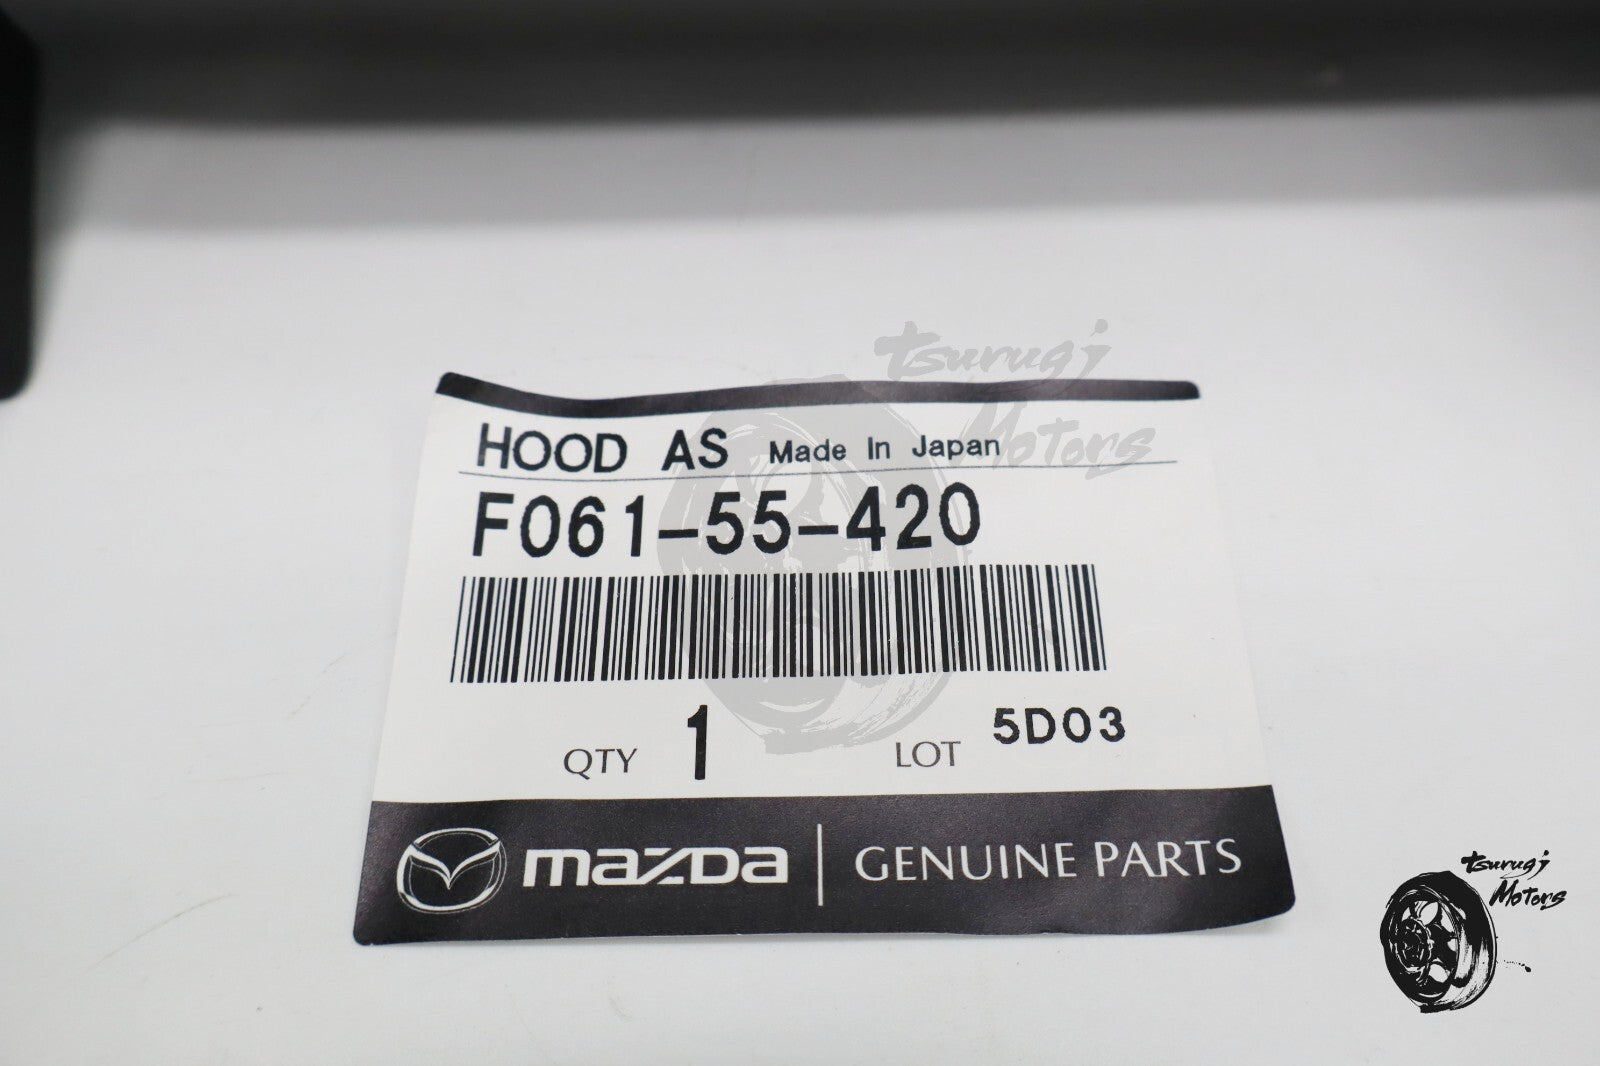 Tsurugi
Motors
HOOD AS Made In Japan
F061-55-420
QTY 1 LOT 5D03
mazda GENUINE PARTS
Tsurugi
Motors